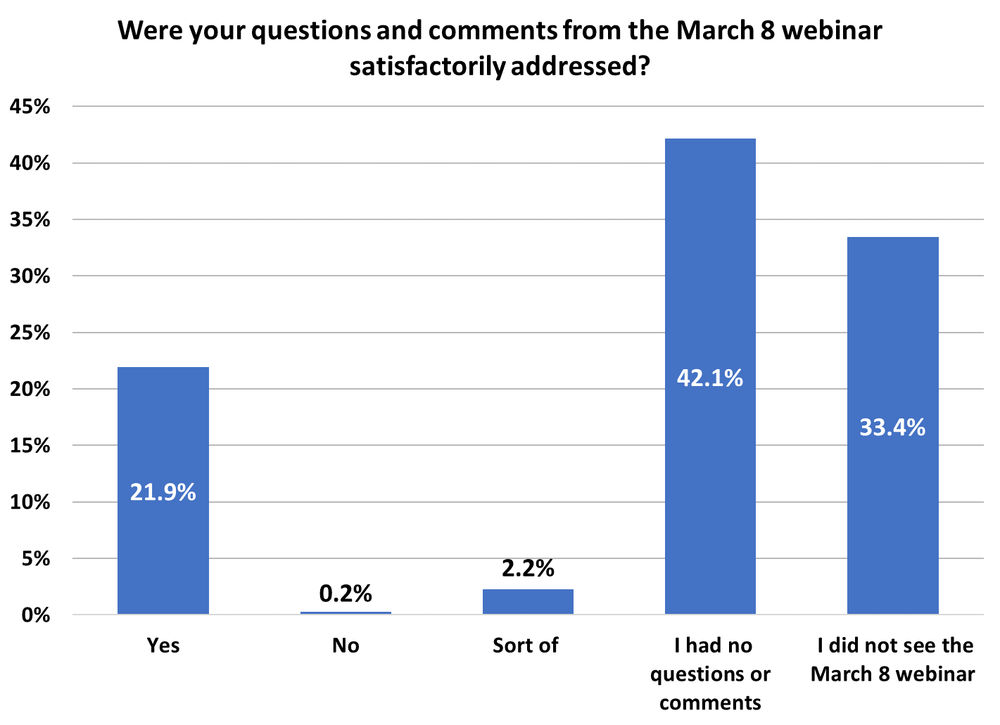 Were your questions and comments from the March 8 webinar
satisfactorily addressed?
45%
40%
35%
30%
25%
20%
15%
10%
5%
0%
21.9%
0.2%
2.2%
42.1%
33.4%
Yes
No
Sort of
I had no
questions or
comments
I did not see the
March 8 webinar